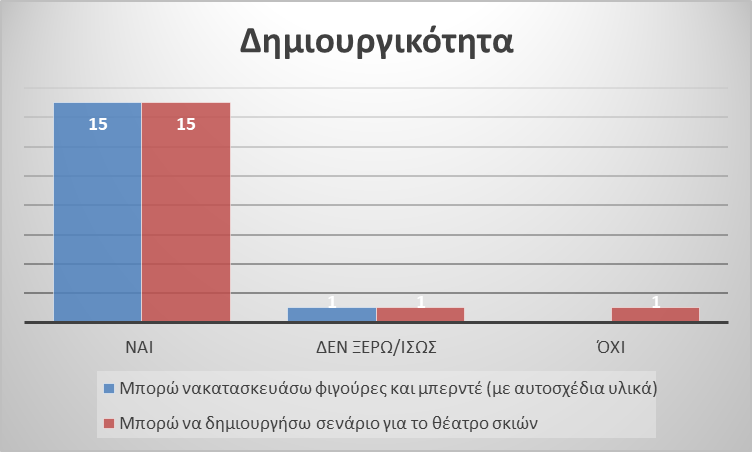 Δημιουργικότητα
15 15
1 1 1
ΝΑΙ ΔΕΝ ΞΕΡΩ/ΙΣΩΣ ΌΧΙ
Μπορώ νακατασκευάσω φιγούρες και μπερντέ (με αυτοσχέδια υλικά)
Μπορώ να δημιουργήσω σενάριο για το θέατρο σκιών